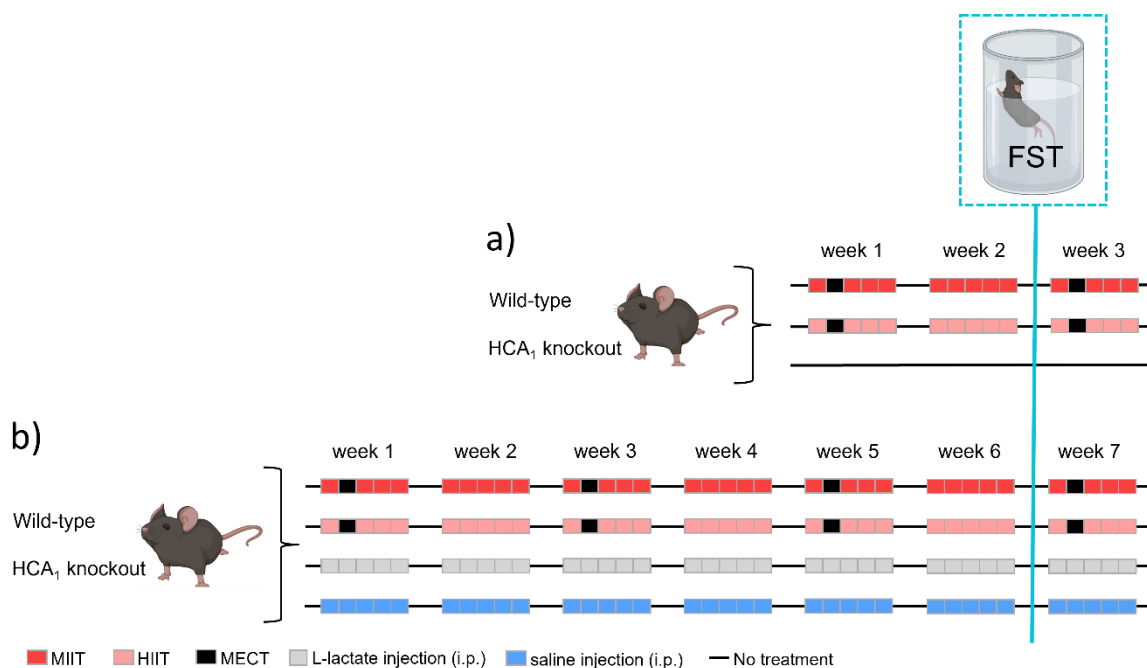 FST
a)
week 1 week 2 week 3
Wild-type
HCA₁ knockout
b)
week 1 week 2 week 3 week 4 week 5 week 6 week 7
Wild-type
HCA₁ knockout
MIIT HIIT MECT L-lactate injection (i.p.) saline injection (i.p.) No treatment